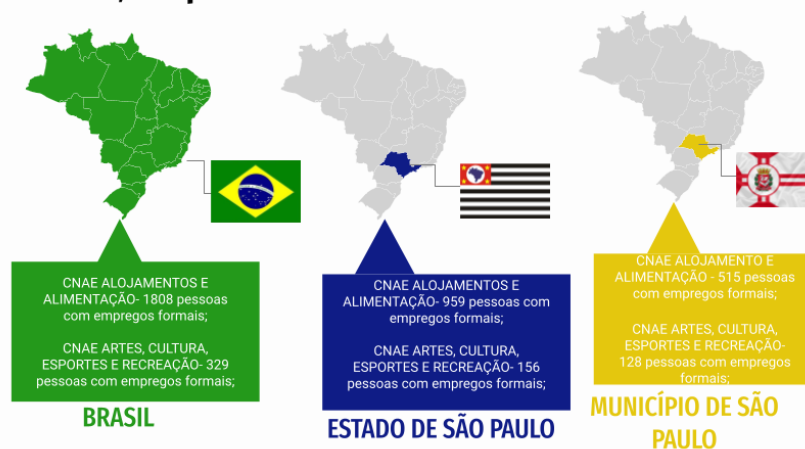 CNAE ALOJAMENTOS E
ALIMENTAÇÃO- 1808 pessoas
com empregos formais;
CNAE ARTES, CULTURA,
ESPORTES E RECREAÇÃO- 329
pessoas com empregos formais;
BRASIL
CNAE ALOJAMENTOS E
ALIMENTAÇÃO- 959 pessoas com
empregos formais;
CNAE ARTES, CULTURA,
ESPORTES E RECREAÇÃO- 156
pessoas com empregos formais;
ESTADO DE SÃO PAULO
CNAE ALOJAMENTO E
ALIMENTAÇÃO - 515 pessoas
com empregos formais;
CNAE ARTES, CULTURA,
ESPORTES E RECREAÇÃO-
128 pessoas com empregos
formais;
MUNICÍPIO DE SÃO
PAULO